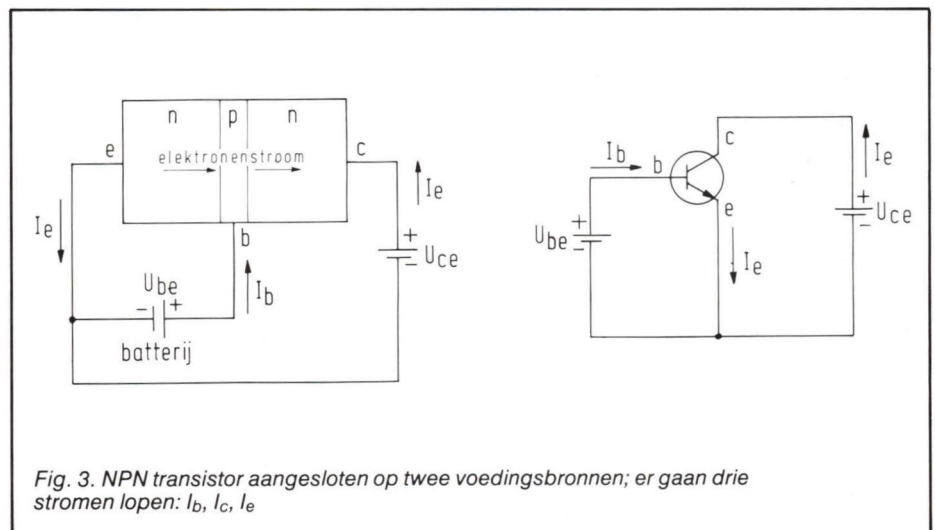 n p n
e elektronenstroom c
Ie
Ie
b
+
− Uce
Ube
Ib
− +
batterij
c
Ib
b
Ie
+
Ube
−
e
+
Uce
−
Ie
Fig. 3. NPN transistor aangesloten op twee voedingsbronnen; er gaan drie
stromen lopen: Ib, Ic, Ie